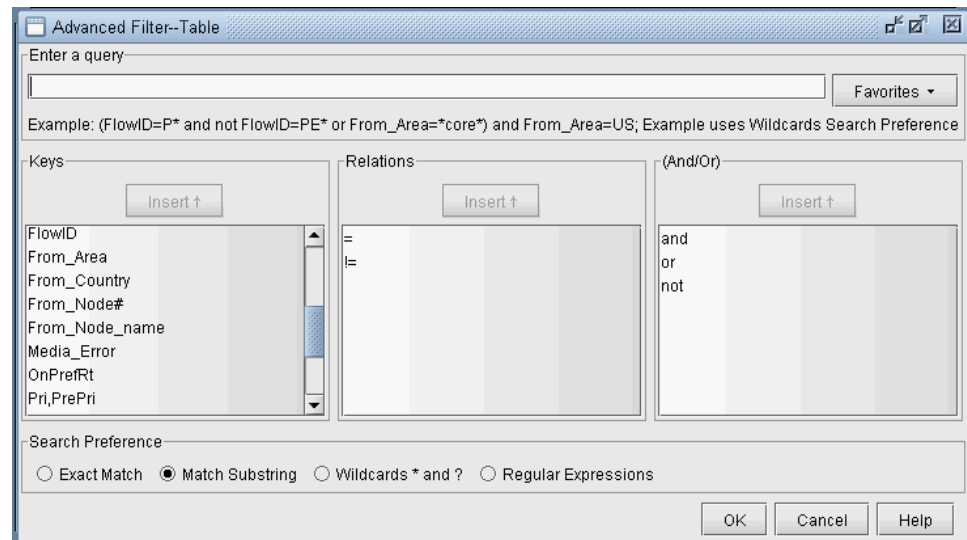 Advanced Filter--Table
Enter a query
Favorites
Example: (FlowID=P* and not FlowID=PE* or From_Area=*core*) and From_Area=US; Example uses Wildcards Search Preference
Keys
Insert ↑
FlowID
From_Area
From_Country
From_Node#
From_Node_name
Media_Error
OnPrefRt
Pri,PrePri
Relations
Insert ↑
=
!=
(And/Or)
Insert ↑
and
or
not
Search Preference
Exact Match Match Substring Wildcards * and ? Regular Expressions
OK Cancel Help